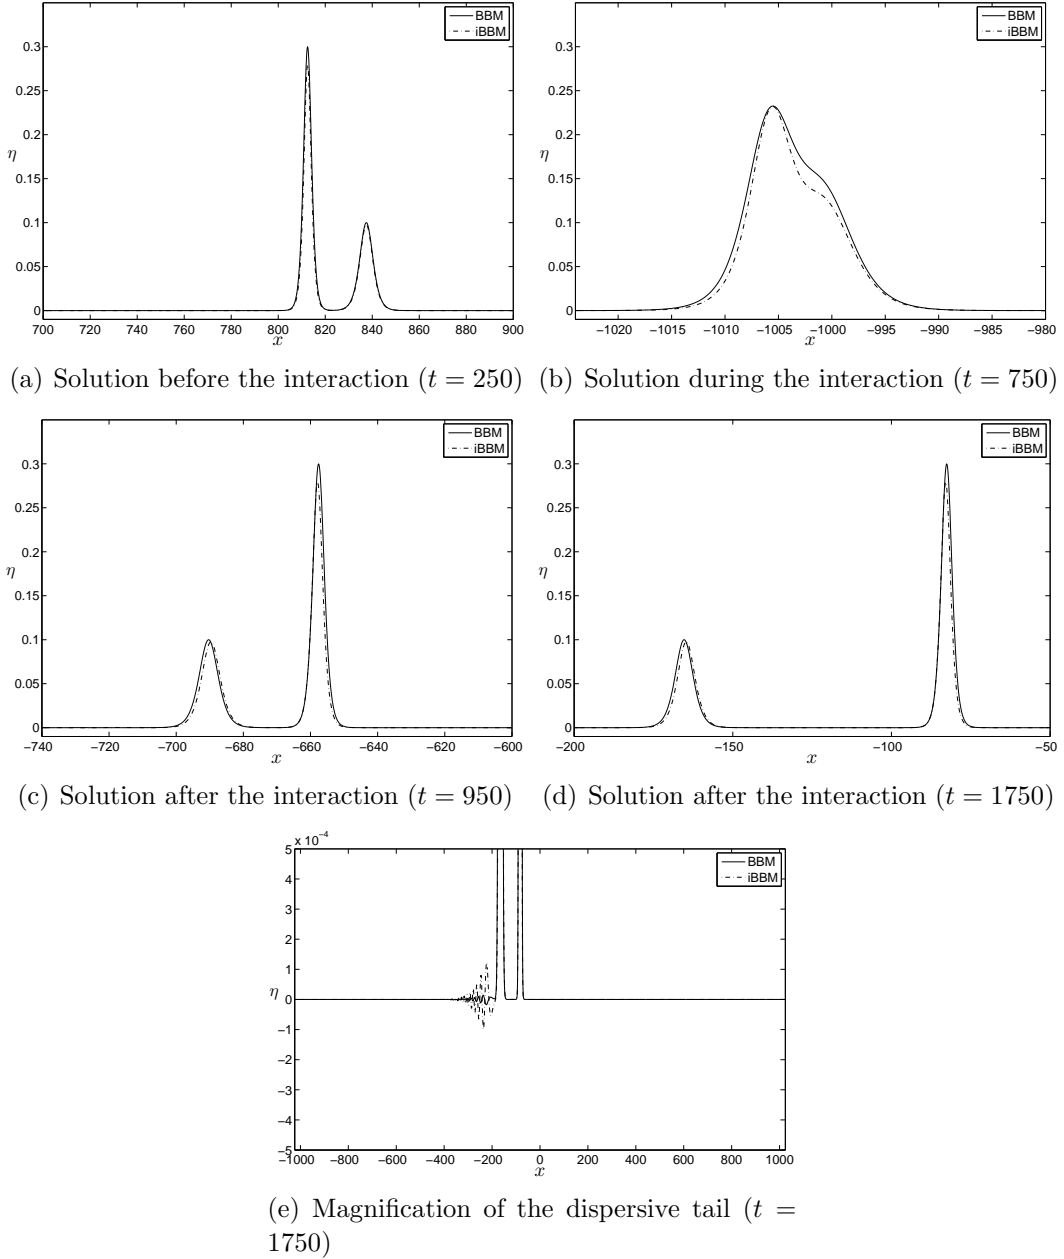 BBM
iBBM
0.3
0.25
0.2
η
0.15
0.1
0.05
0
700 720 740 760 780 800 820 840 860 880 900
x
(a) Solution before the interaction (t = 250)
BBM
iBBM
0.3
0.25
0.2
η
0.15
0.1
0.05
0
−1020 −1015 −1010 −1005 −1000 −995 −990 −985 −980
x
(b) Solution during the interaction (t = 750)
BBM
iBBM
0.3
0.25
0.2
η
0.15
0.1
0.05
0
−740 −720 −700 −680 −660 −640 −620 −600
x
(c) Solution after the interaction (t = 950)
BBM
iBBM
0.3
0.25
0.2
η
0.15
0.1
0.05
0
−200 −150 −100 −50
x
(d) Solution after the interaction (t = 1750)
x 10⁻⁴
BBM
iBBM
5
4
3
2
1
η 0
−1
−2
−3
−4
−5
−1000 −800 −600 −400 −200 0 200 400 600 800 1000
x
(e) Magnification of the dispersive tail (t =
1750)